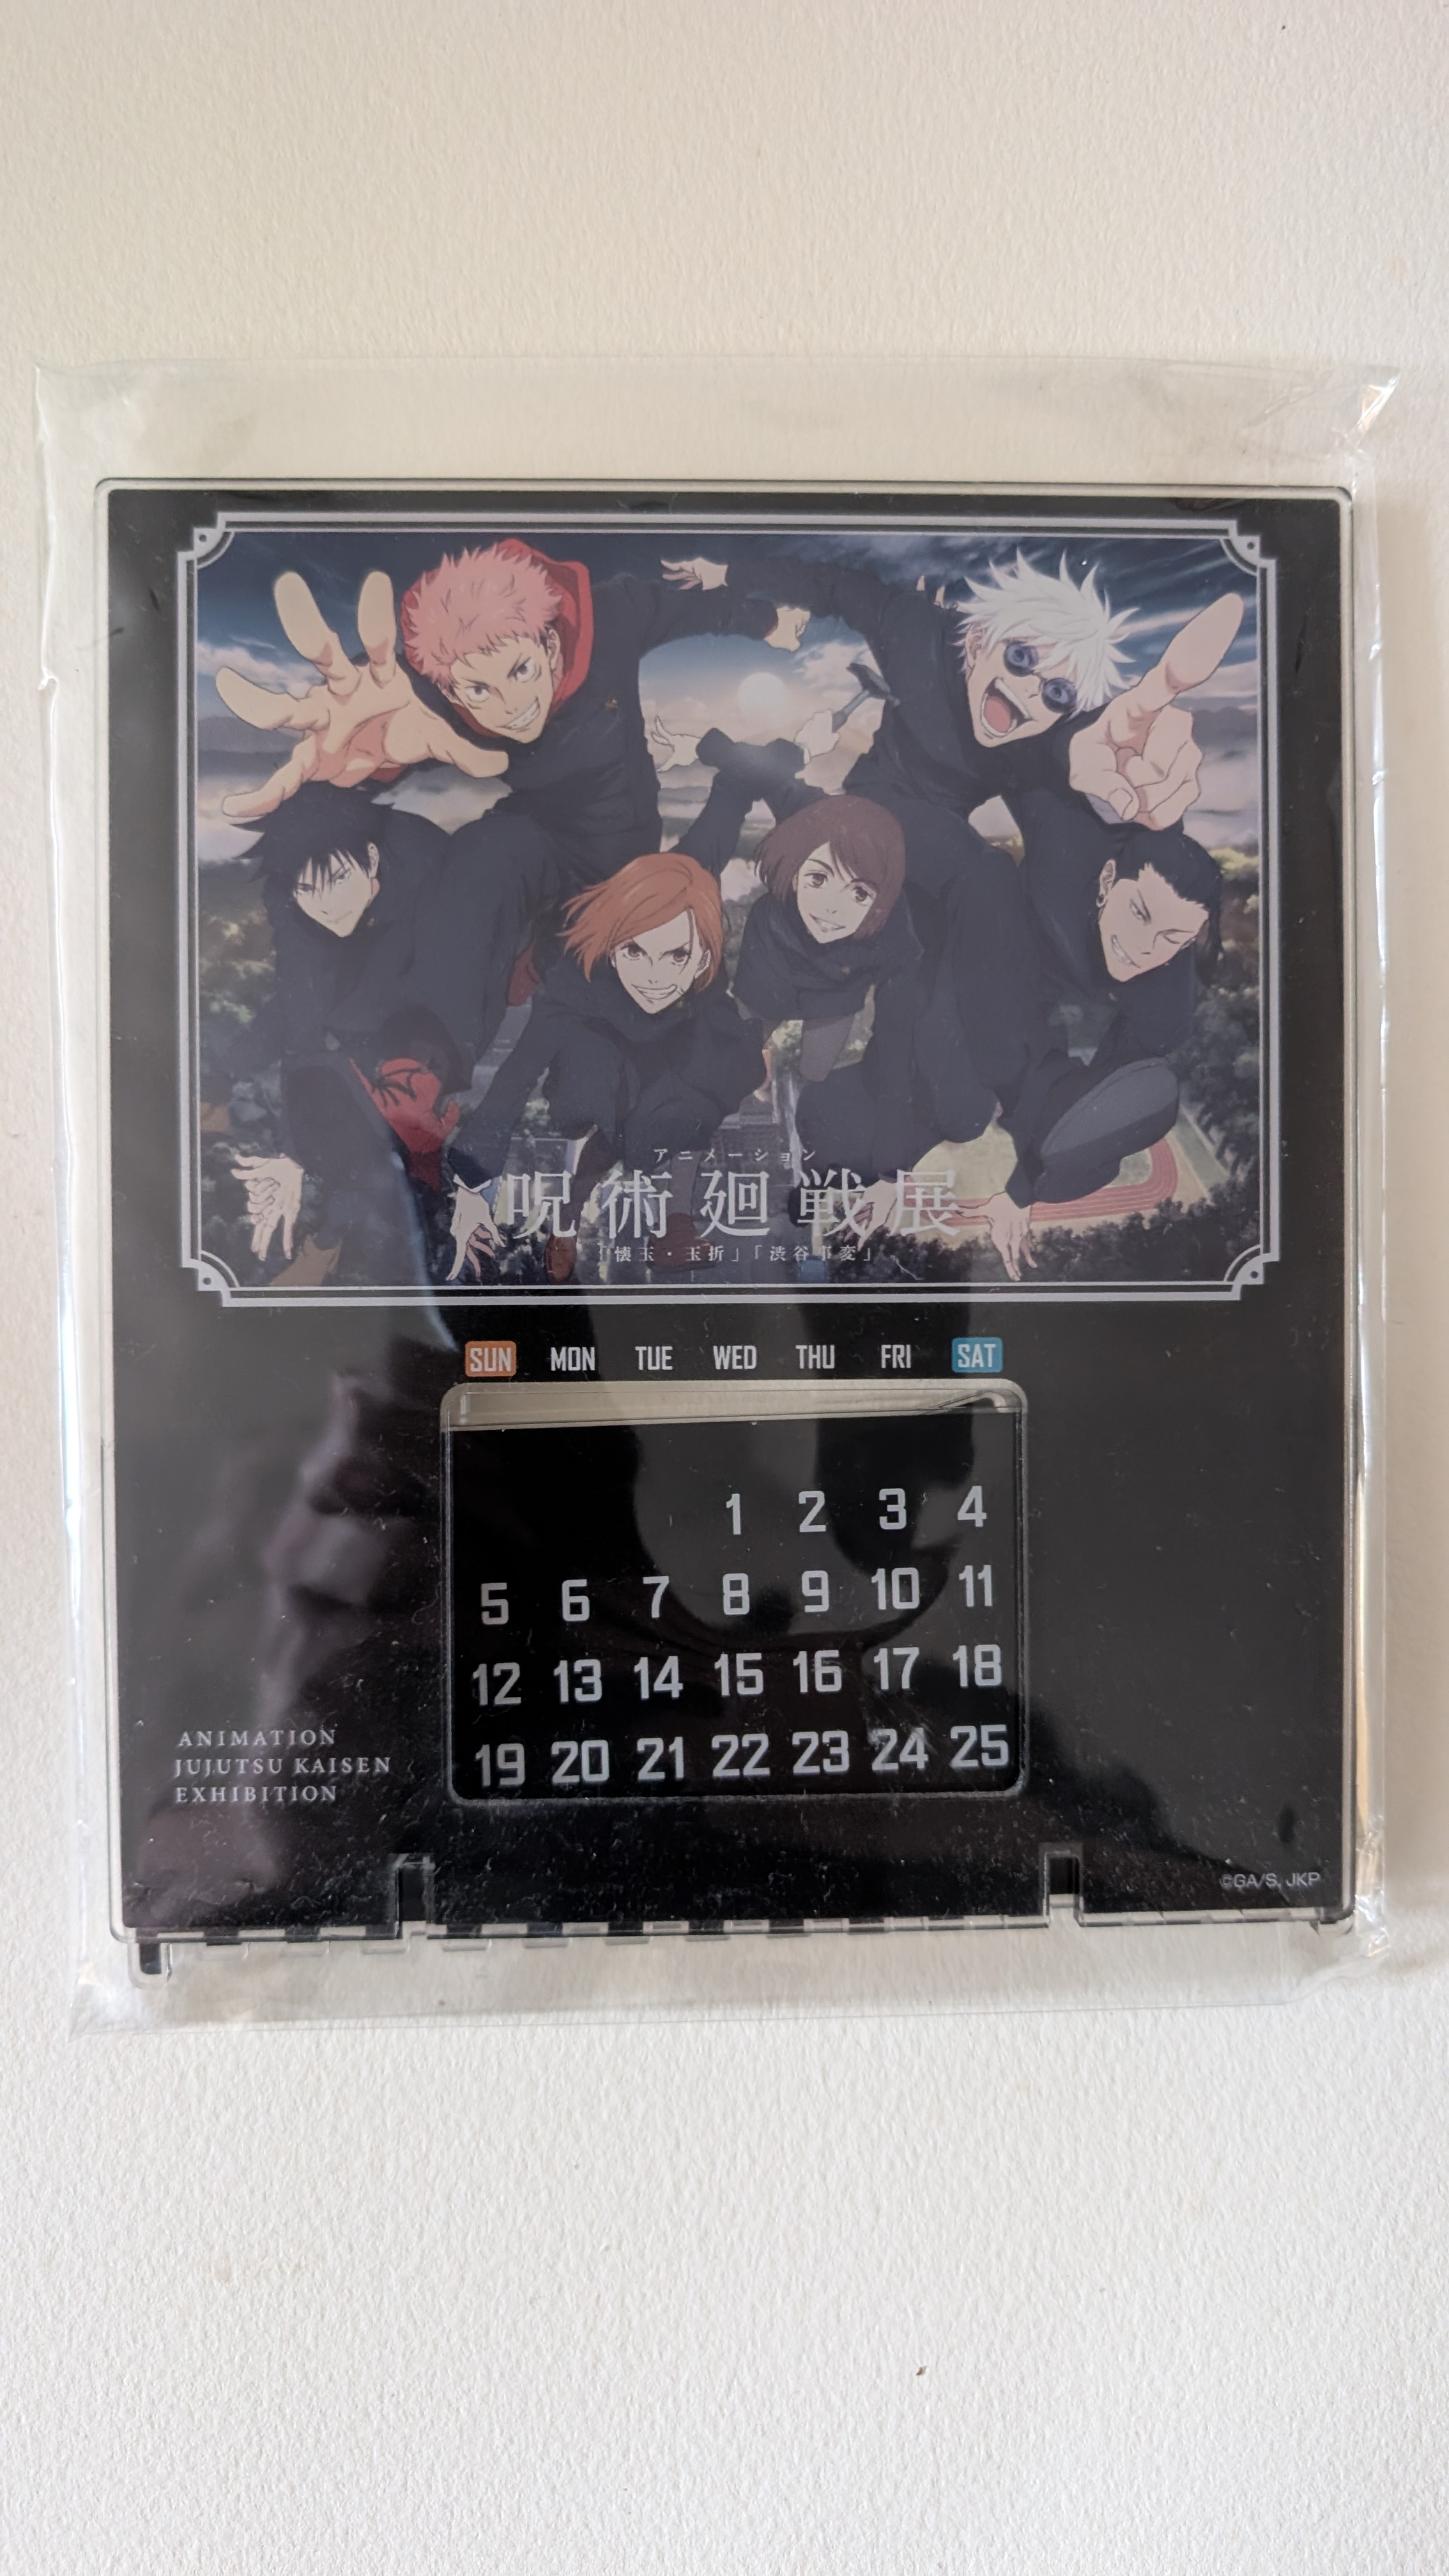 アニメーション
呪術廻戦展
「懐玉・玉折」「渋谷事変」
SUN MON TUE WED THU FRI SAT
1 2 3 4
5 6 7 8 9 10 11
12 13 14 15 16 17 18
19 20 21 22 23 24 25
ANIMATION
JUJUTSU KAISEN
EXHIBITION
©GA/S, JKP